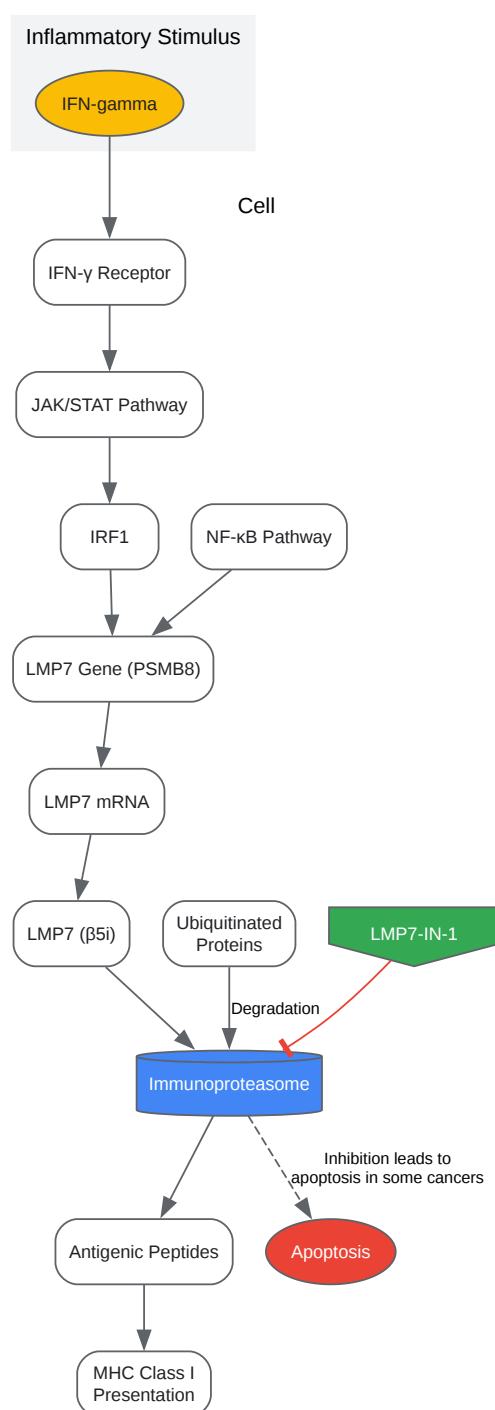 Inflammatory Stimulus
IFN-gamma
Cell
IFN-γ Receptor
JAK/STAT Pathway
IRF1
NF-κB Pathway
LMP7 Gene (PSMB8)
LMP7 mRNA
LMP7 (β5i)
Ubiquitinated
Proteins
LMP7-IN-1
Degradation
Immunoproteasome
Inhibition leads to
apoptosis in some cancers
Antigenic Peptides
Apoptosis
MHC Class I
Presentation